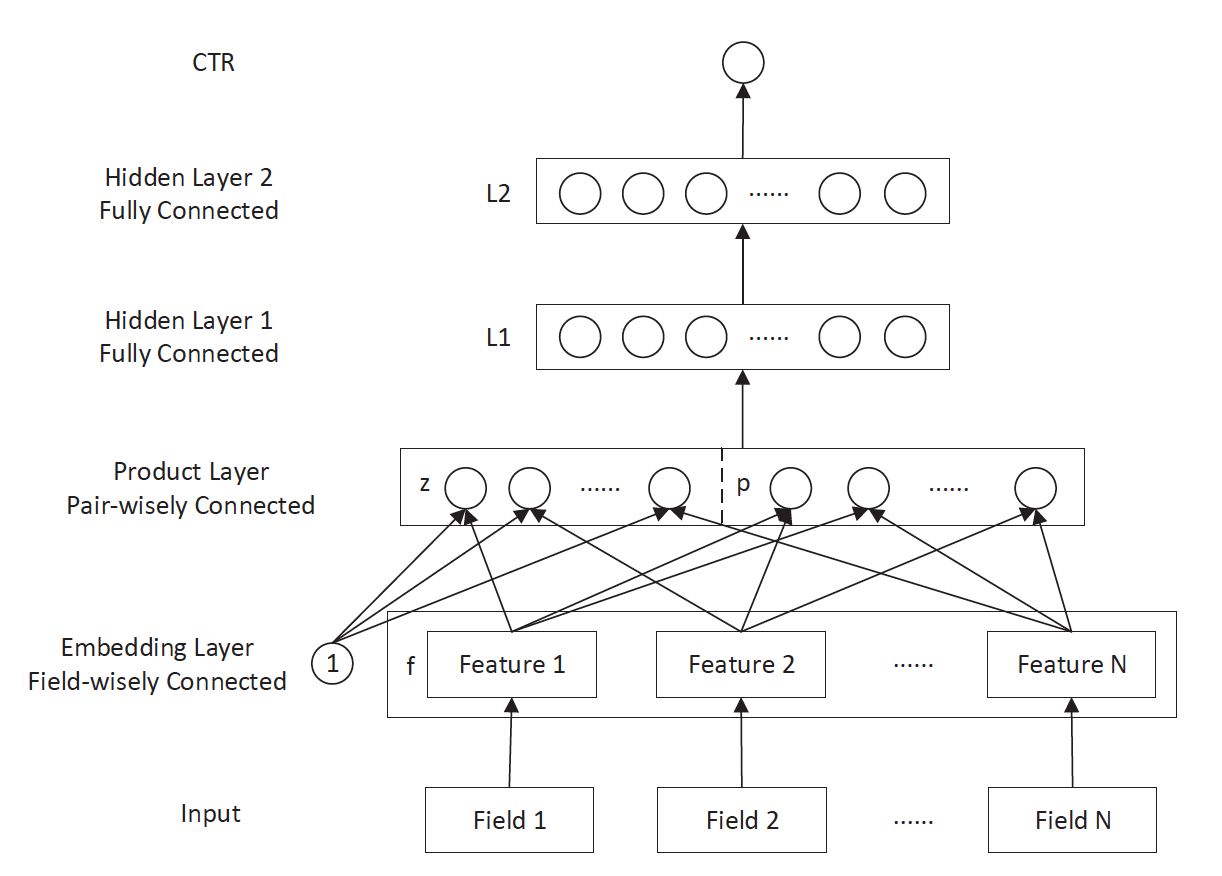 CTR
Hidden Layer 2
Fully Connected
L2
......
Hidden Layer 1
Fully Connected
L1
......
Product Layer
Pair-wisely Connected
z
......
p
......
Embedding Layer
Field-wisely Connected
1
f
Feature 1
Feature 2
......
Feature N
Input
Field 1
Field 2
......
Field N